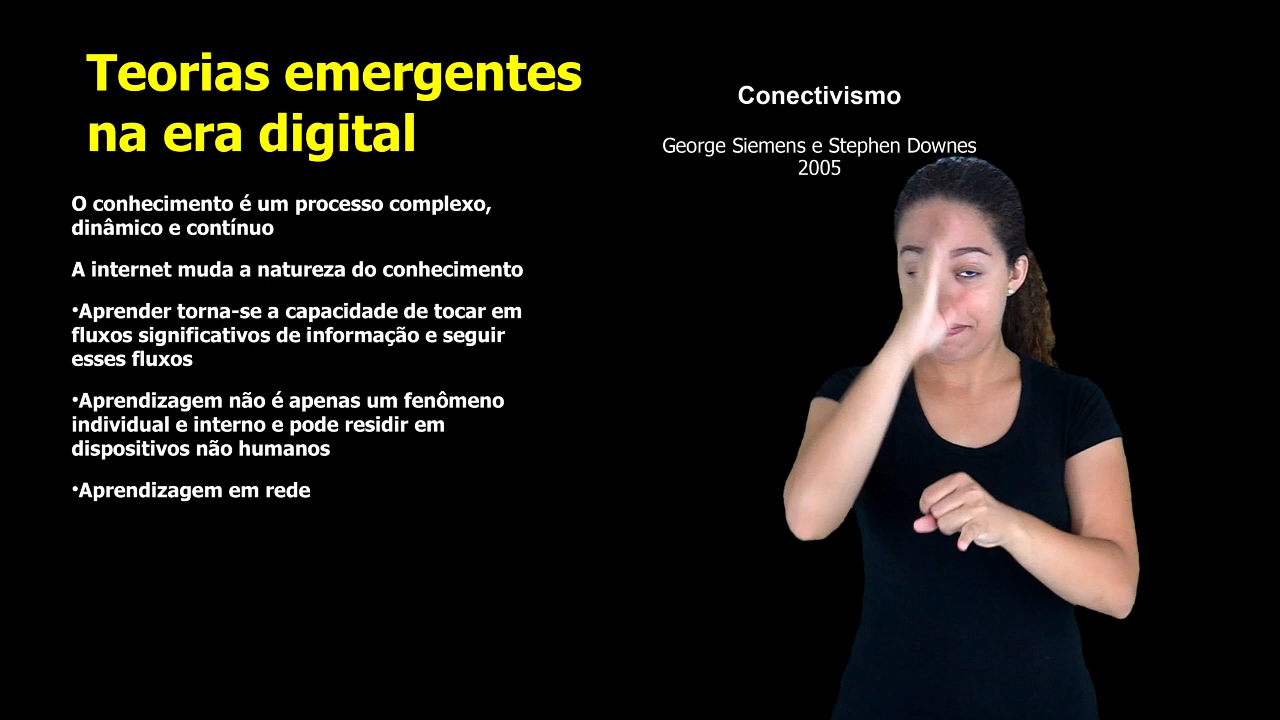 Teorias emergentes
na era digital
O conhecimento é um processo complexo,
dinâmico e contínuo
A internet muda a natureza do conhecimento
•Aprender torna-se a capacidade de tocar em
fluxos significativos de informação e seguir
esses fluxos
•Aprendizagem não é apenas um fenômeno
individual e interno e pode residir em
dispositivos não humanos
•Aprendizagem em rede
Conectivismo
George Siemens e Stephen Downes
2005